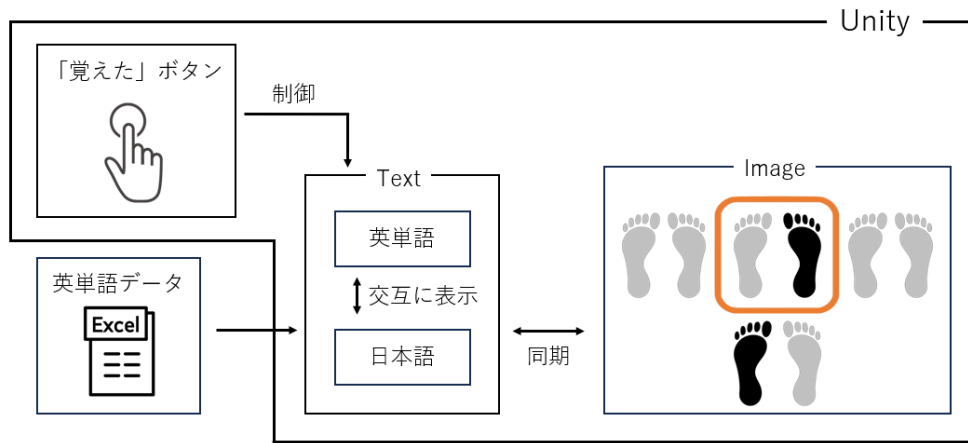 Unity
「覚えた」ボタン
制御
Text
英単語
交互に表示
日本語
英単語データ
Excel
同期
Image